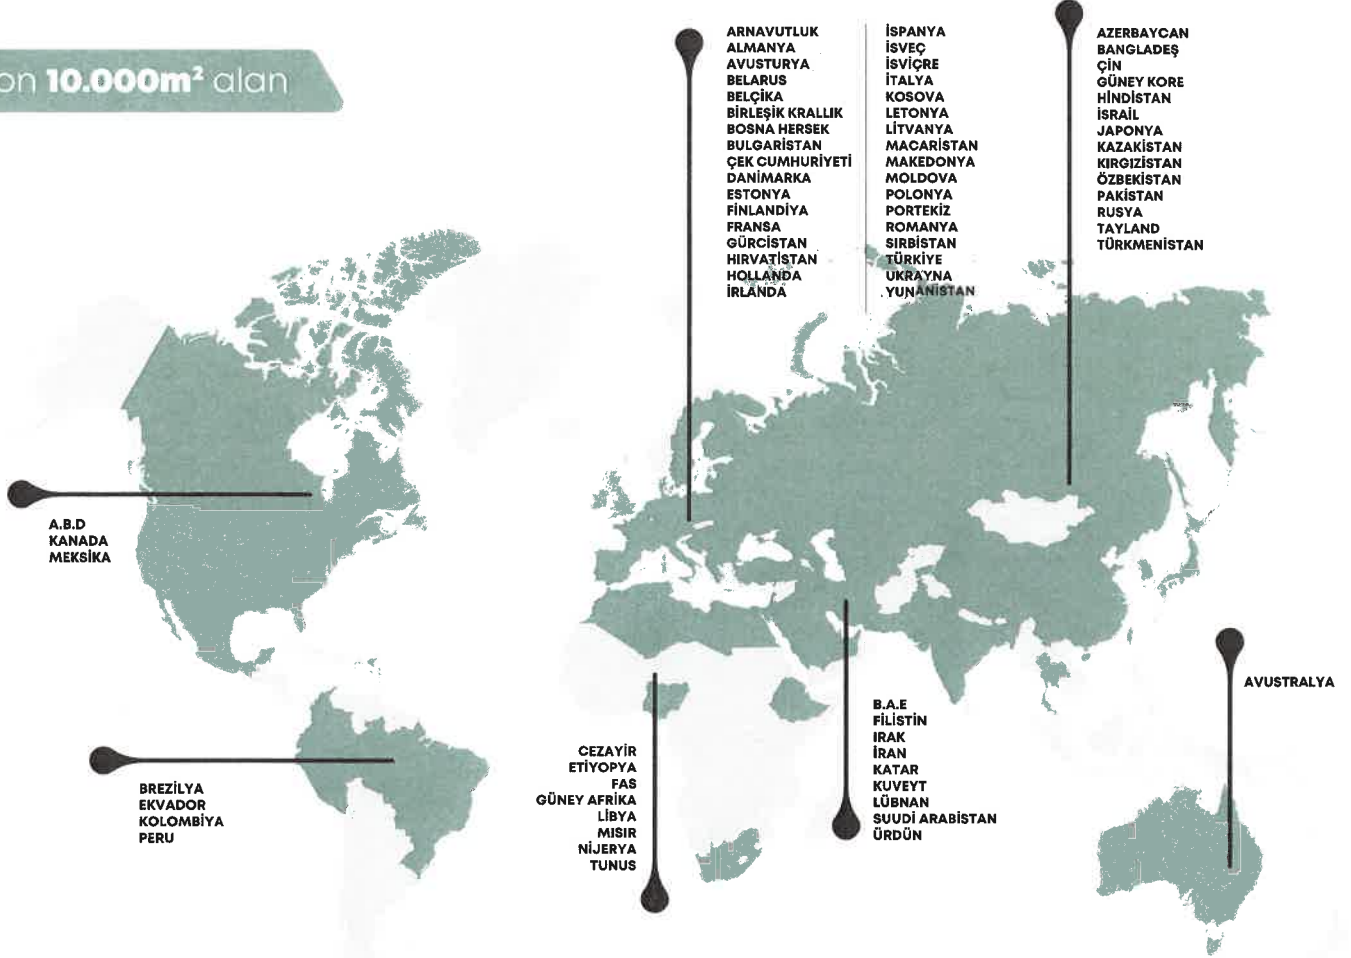 on 10.000m² alan
ARNAVUTLUK
ALMANYA
AVUSTURYA
BELARUS
BELÇİKA
BİRLEŞİK KRALLIK
BOSNA HERSEK
BULGARİSTAN
ÇEK CUMHURİYETİ
DANİMARKA
ESTONYA
FİNLANDİYA
FRANSA
GÜRCİSTAN
HIRVATİSTAN
HOLLANDA
İRLANDA
İSPANYA
İSVEÇ
İSVİÇRE
İTALYA
KOSOVA
LETONYA
LİTVANYA
MACARİSTAN
MAKEDONYA
MOLDOVA
POLONYA
PORTEKİZ
ROMANYA
SIRBİSTAN
TÜRKİYE
UKRAYNA
YUNANİSTAN
AZERBAYCAN
BANGLADEŞ
ÇİN
GÜNEY KORE
HİNDİSTAN
İSRAİL
JAPONYA
KAZAKİSTAN
KIRGIZİSTAN
ÖZBEKİSTAN
PAKİSTAN
RUSYA
TAYLAND
TÜRKMENİSTAN
A.B.D
KANADA
MEKSİKA
BREZİLYA
EKVADOR
KOLOMBİYA
PERU
CEZAYİR
ETİYOPYA
FAS
GÜNEY AFRİKA
LİBYA
MISIR
NİJERYA
TUNUS
B.A.E
FİLİSTİN
IRAK
İRAN
KATAR
KUVEYT
LÜBNAN
SUUDİ ARABİSTAN
ÜRDÜN
AVUSTRALYA